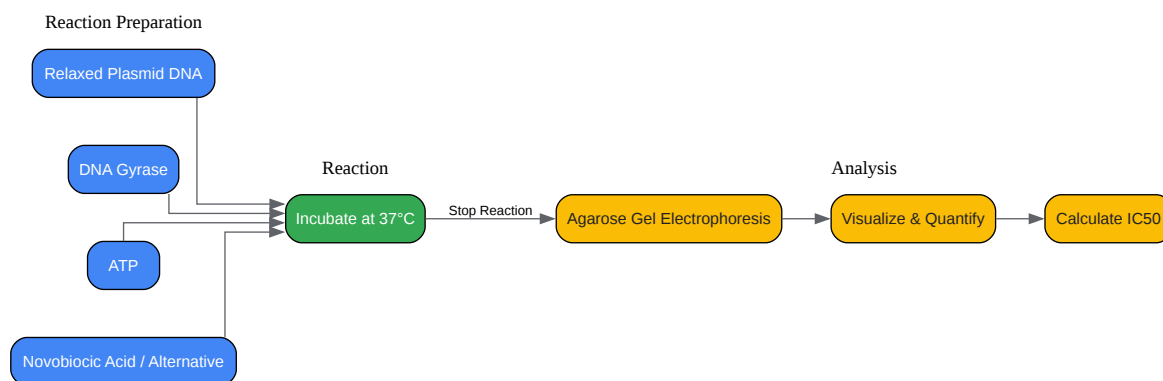 Reaction Preparation
Relaxed Plasmid DNA
DNA Gyrase
ATP
Novobiocic Acid / Alternative
Reaction
Incubate at 37°C
Stop Reaction
Analysis
Agarose Gel Electrophoresis
Visualize & Quantify
Calculate IC50